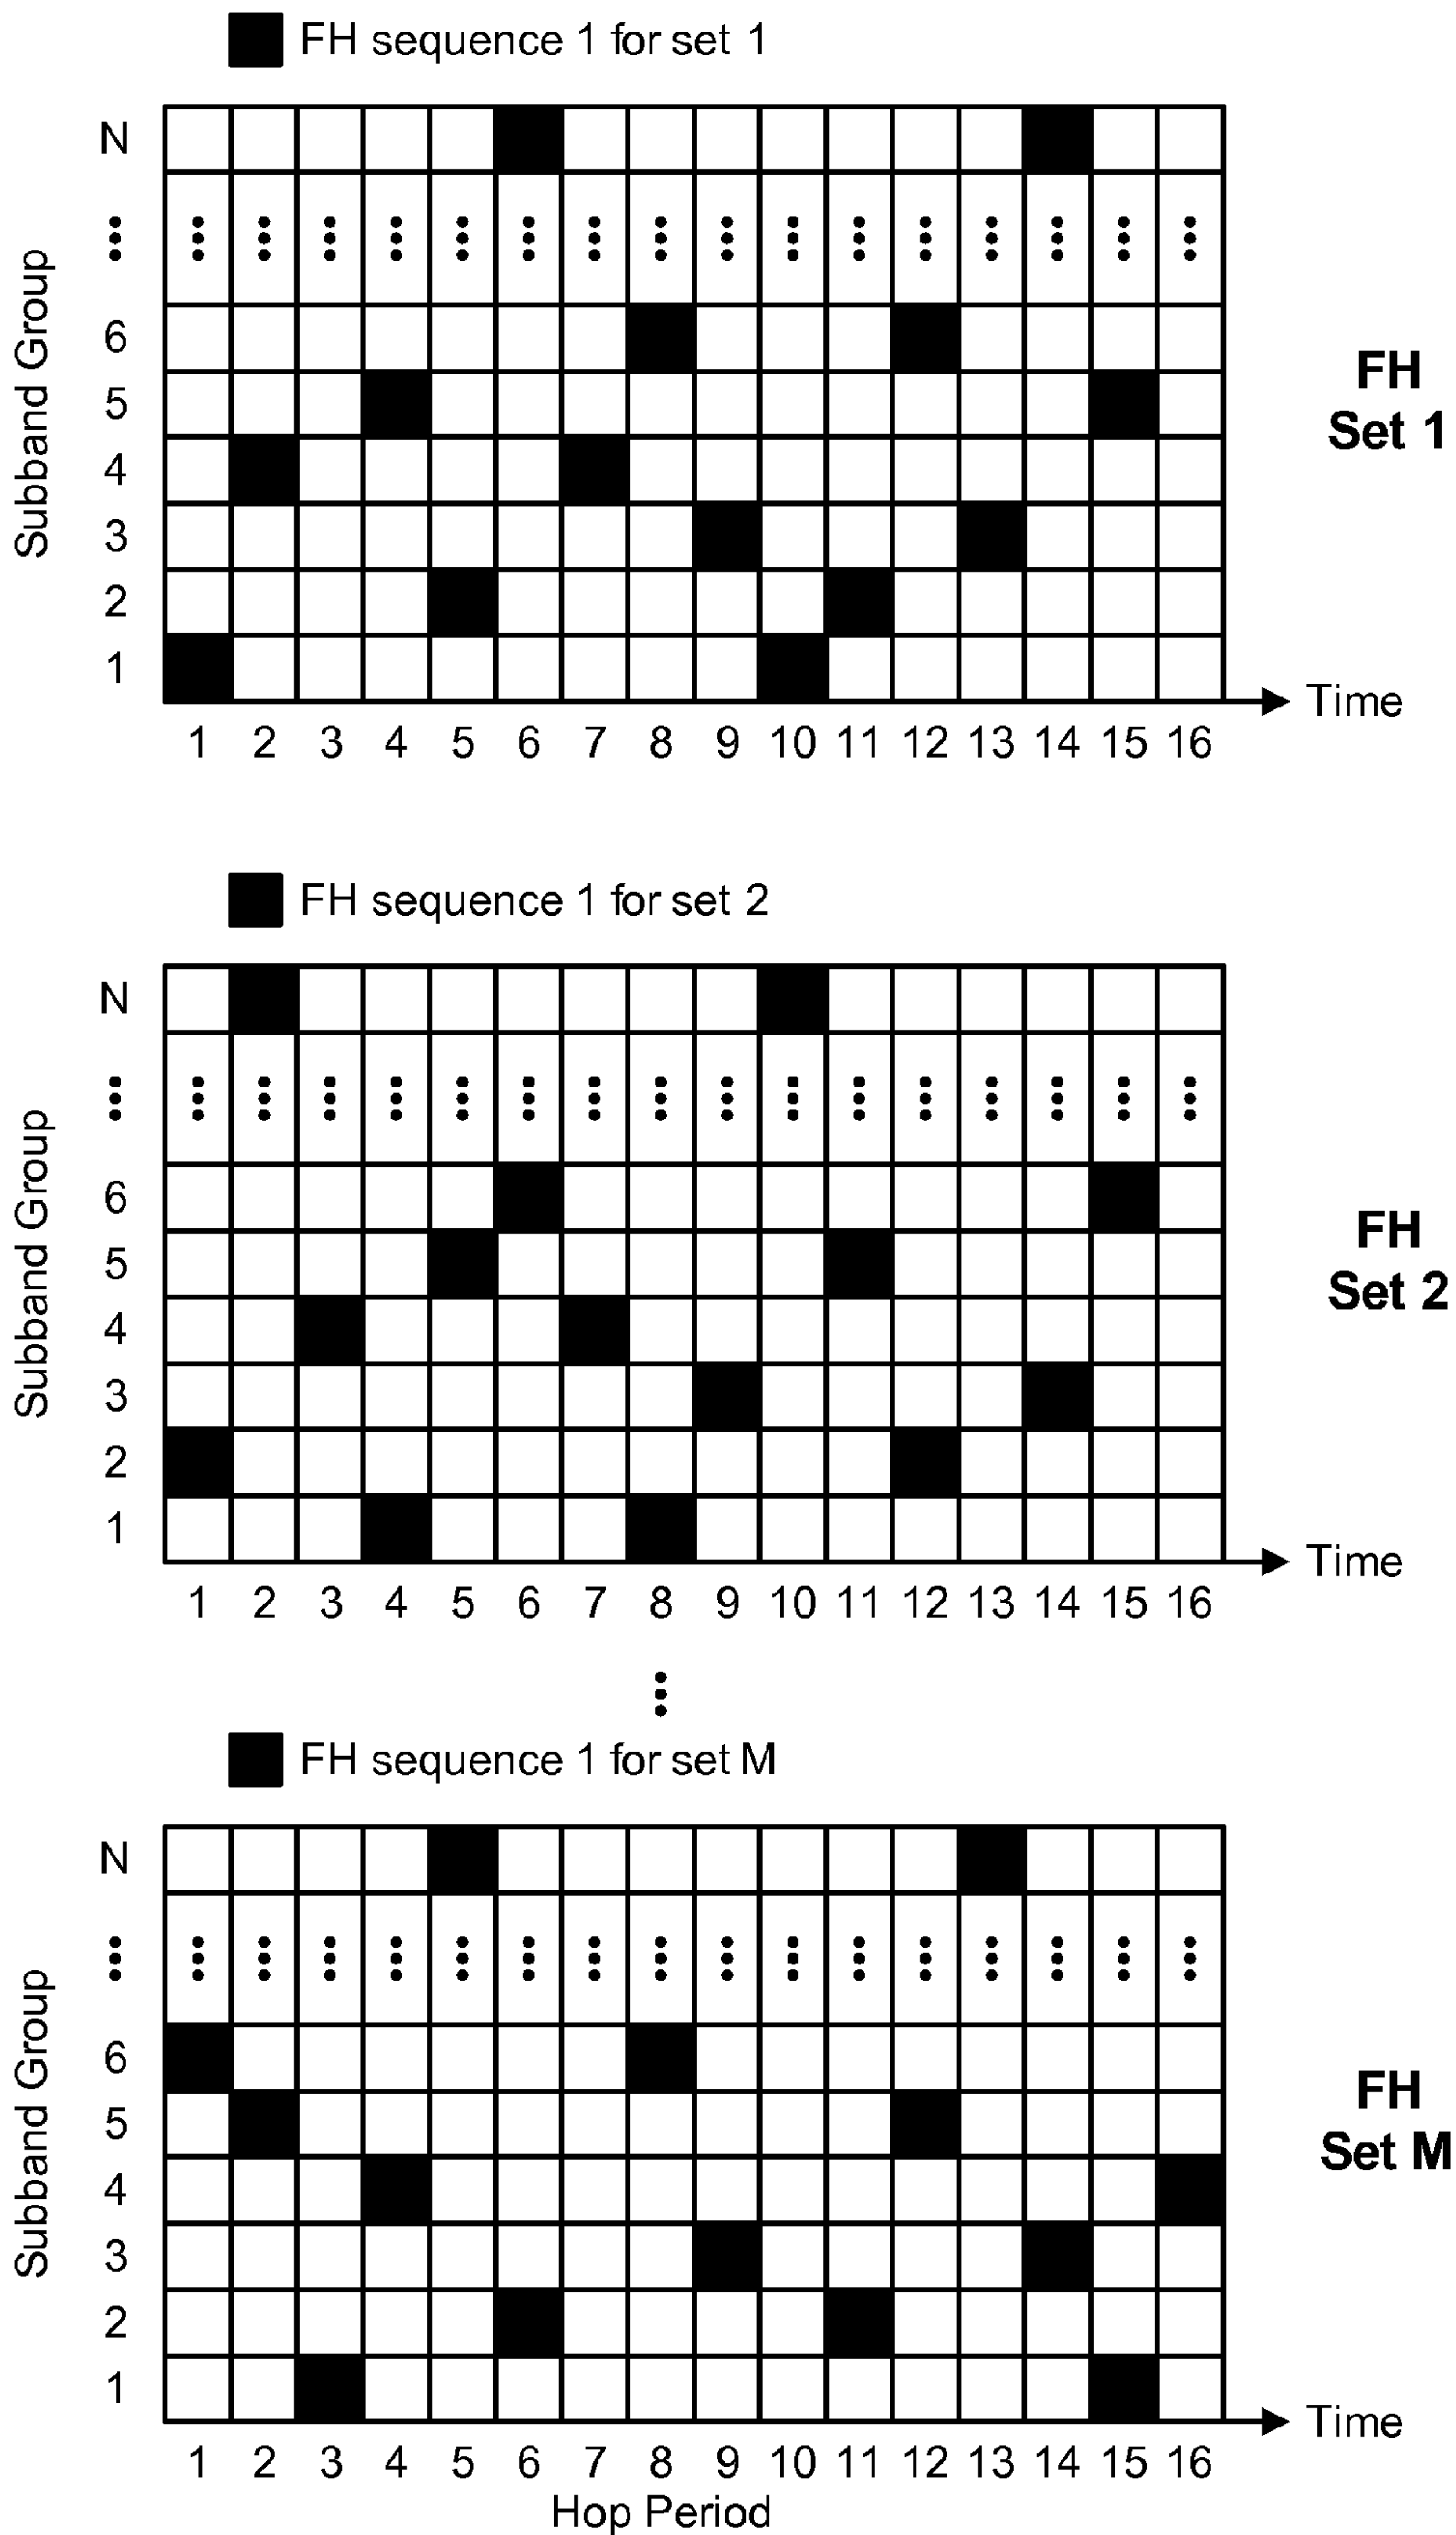 FH sequence 1 for set 1
N
6
5
4
3
2
1
Subband Group
FH
Set 1
Time
1 2 3 4 5 6 7 8 9 10 11 12 13 14 15 16
FH sequence 1 for set 2
N
6
5
4
3
2
1
Subband Group
FH
Set 2
Time
1 2 3 4 5 6 7 8 9 10 11 12 13 14 15 16
FH sequence 1 for set M
N
6
5
4
3
2
1
Subband Group
FH
Set M
Time
1 2 3 4 5 6 7 8 9 10 11 12 13 14 15 16
Hop Period